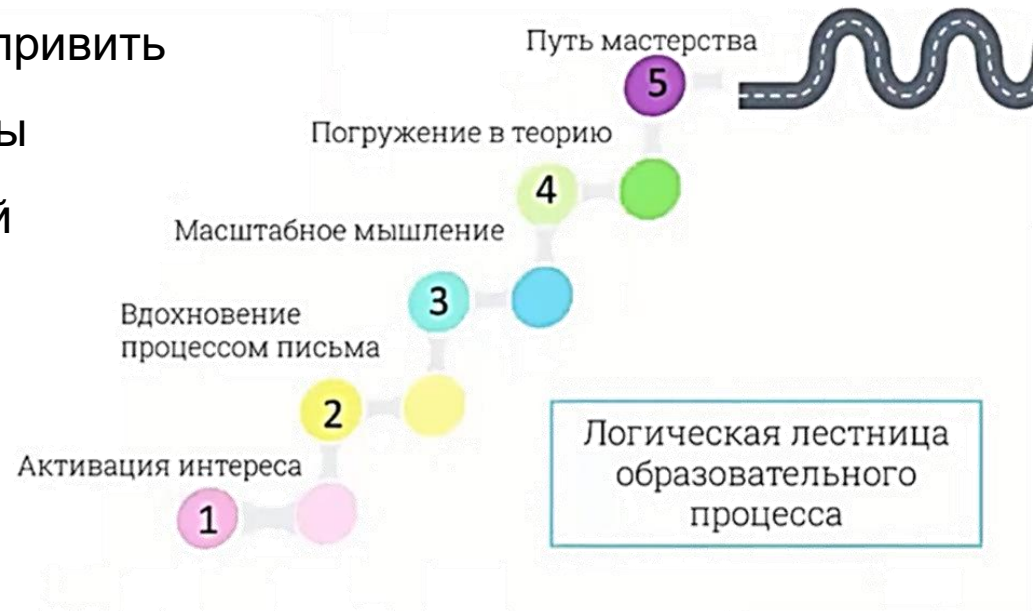 привить
ы
й
Путь мастерства
5
Погружение в теорию
4
Масштабное мышление
3
Вдохновение
процессом письма
2
Активация интереса
1
Логическая лестница
образовательного
процесса